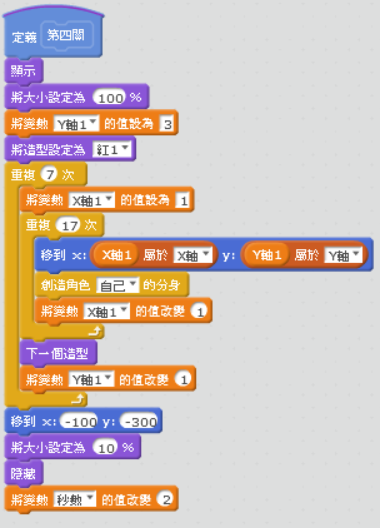 定義 第四關
顯示
將大小設定為 100 %
將變數 Y軸1 的值設為 3
將造型設定為 紅1
重複 7 次
將變數 X軸1 的值設為 1
重複 17 次
移到 x: X軸1 屬於 X軸 y: Y軸1 屬於 Y軸
創造角色 自己 的分身
將變數 X軸1 的值改變 1
下一個造型
將變數 Y軸1 的值改變 1
移到 x: -100 y: -300
將大小設定為 10 %
隱藏
將變數 秒數 的值改變 2